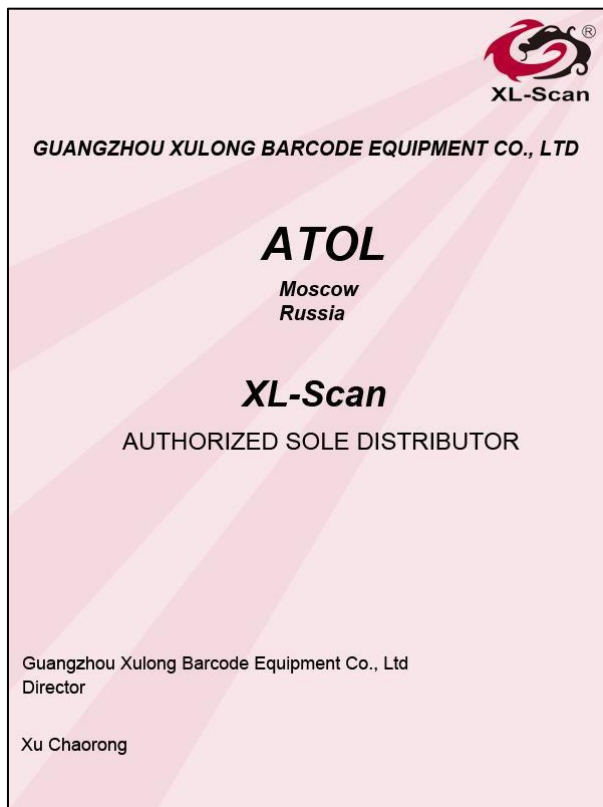 ®
XL-Scan
GUANGZHOU XULONG BARCODE EQUIPMENT CO., LTD
ATOL
Moscow
Russia
XL-Scan
AUTHORIZED SOLE DISTRIBUTOR
Guangzhou Xulong Barcode Equipment Co., Ltd
Director
Xu Chaorong